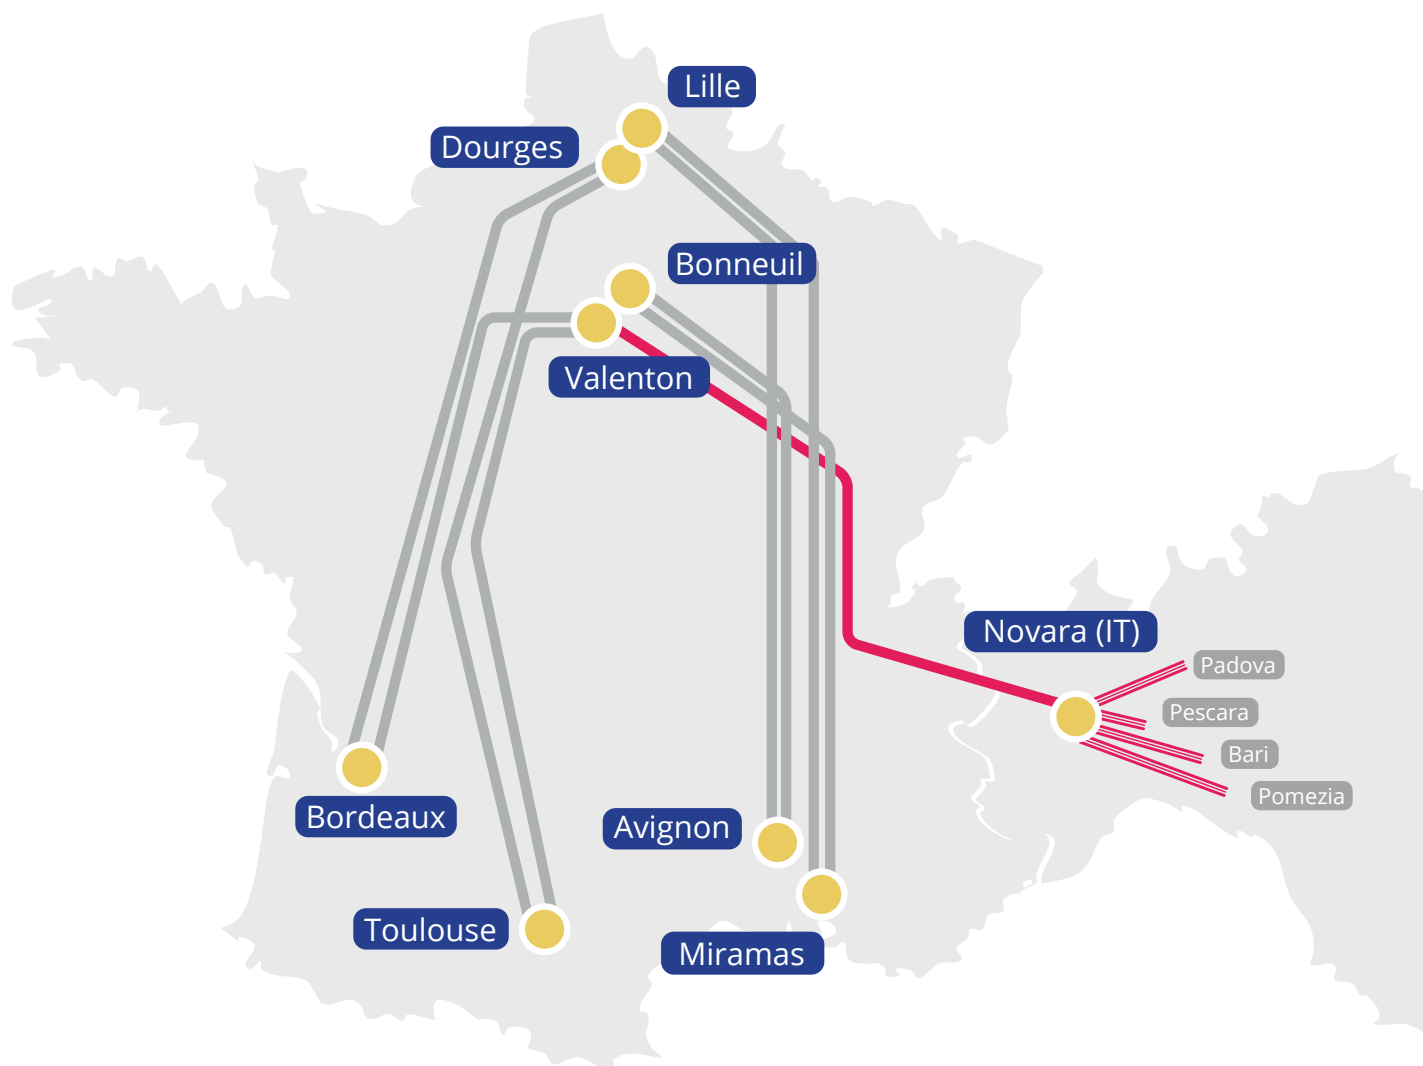 Lille
Dourges
Bonneuil
Valenton
Novara (IT)
Padova
Pescara
Bari
Pomezia
Bordeaux
Avignon
Toulouse
Miramas